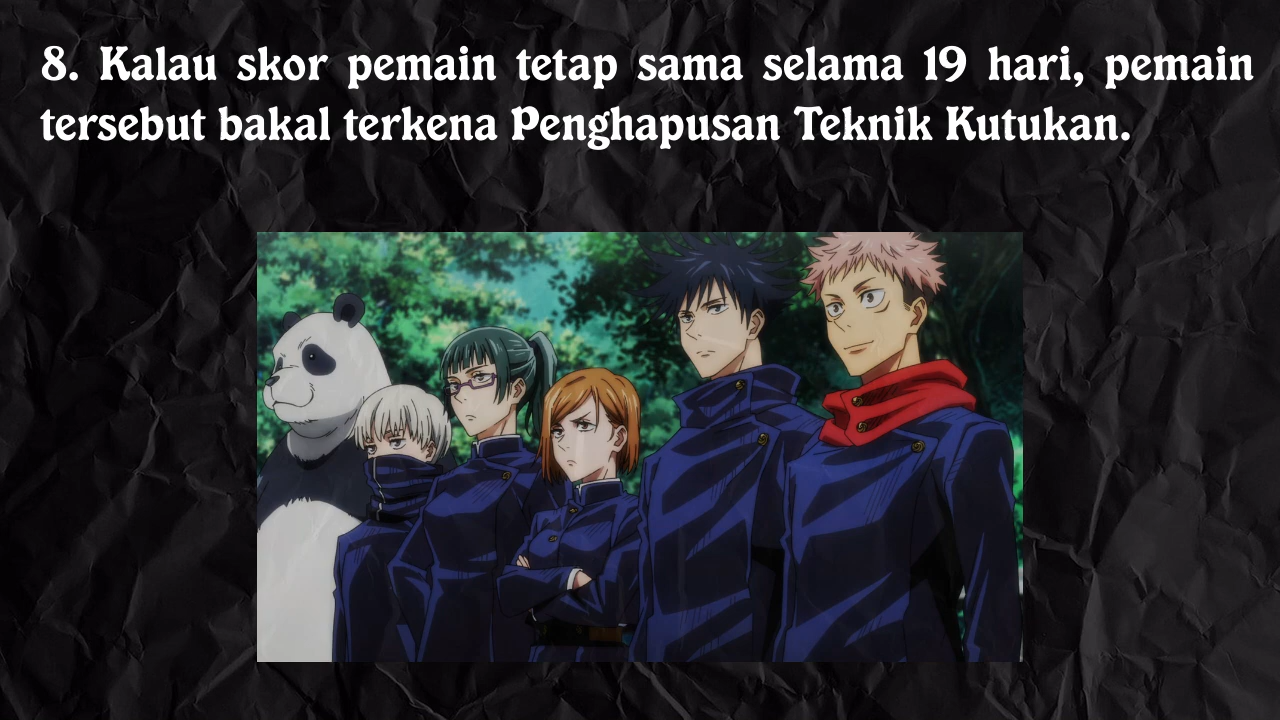 8. Kalau skor pemain tetap sama selama 19 hari, pemain
tersebut bakal terkena Penghapusan Teknik Kutukan.